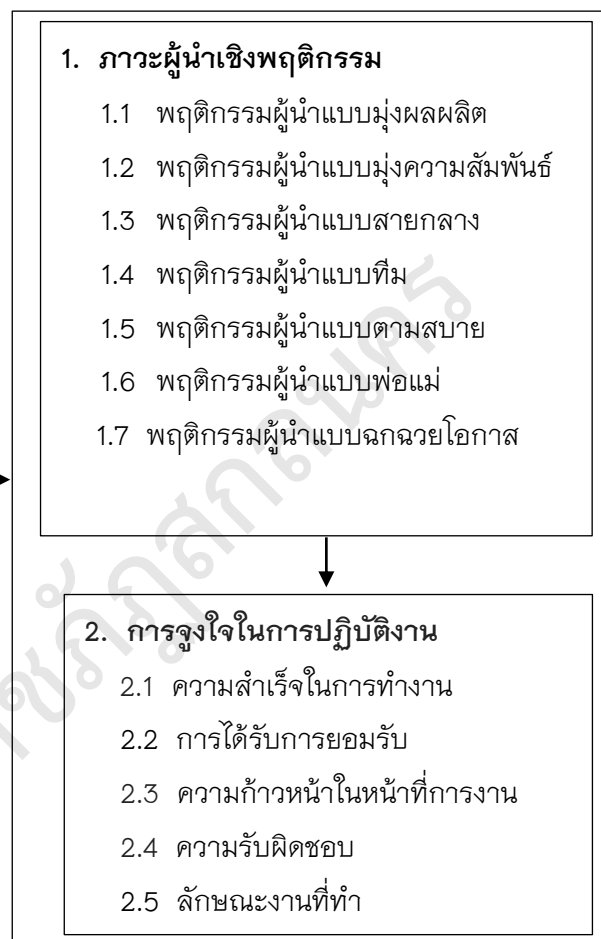 1. ภาวะผู้นำเชิงพฤติกรรม
1.1 พฤติกรรมผู้นำแบบมุ่งผลผลิต
1.2 พฤติกรรมผู้นำแบบมุ่งความสัมพันธ์
1.3 พฤติกรรมผู้นำแบบสายกลาง
1.4 พฤติกรรมผู้นำแบบทีม
1.5 พฤติกรรมผู้นำแบบตามสบาย
1.6 พฤติกรรมผู้นำแบบพ่อแม่
1.7 พฤติกรรมผู้นำแบบฉกฉวยโอกาส
2. การจูงใจในการปฏิบัติงาน
2.1 ความสำเร็จในการทำงาน
2.2 การได้รับการยอมรับ
2.3 ความก้าวหน้าในหน้าที่การงาน
2.4 ความรับผิดชอบ
2.5 ลักษณะงานที่ทำ